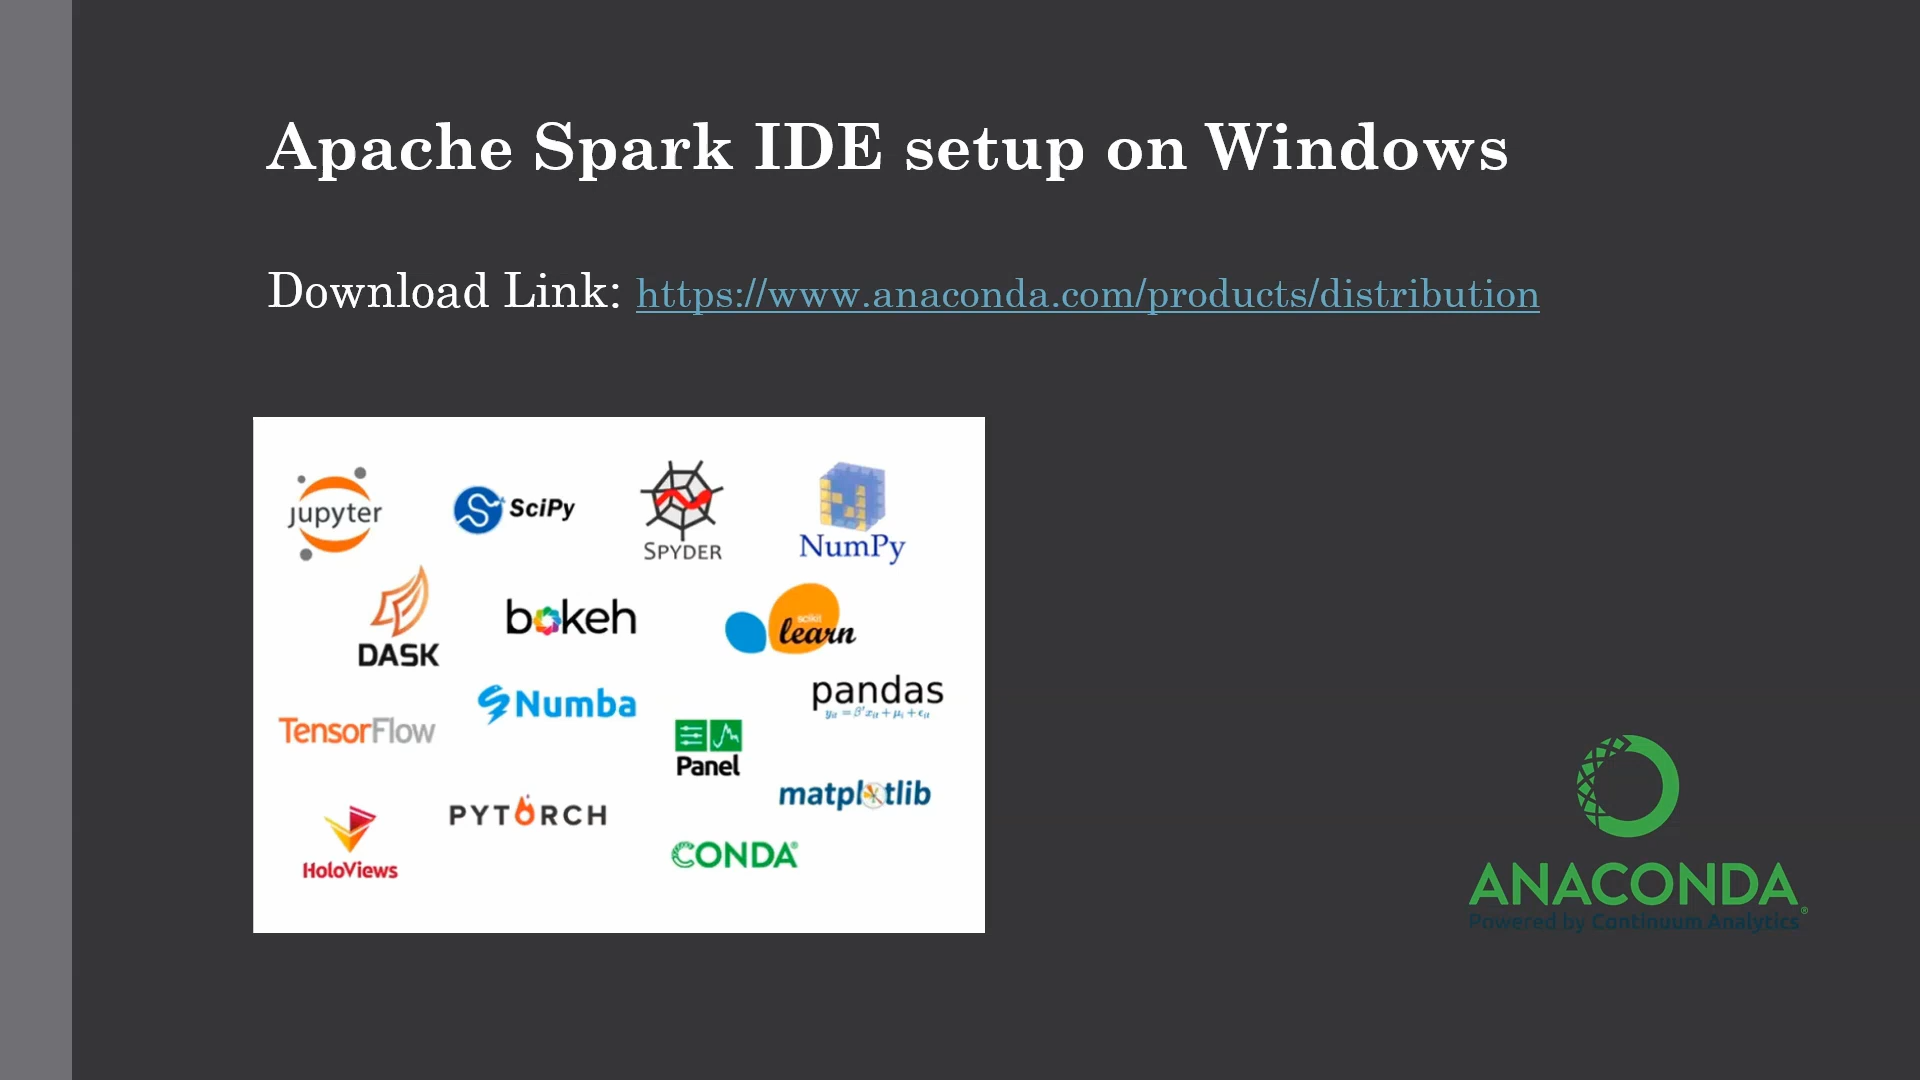 Apache Spark IDE setup on Windows
Download Link: https://www.anaconda.com/products/distribution
jupyter
SciPy
SPYDER
NumPy
DASK
bokeh
scikit
learn
TensorFlow
Numba
pandas
Panel
matplotlib
HoloViews
PYTORCH
CONDA®
ANACONDA®
Powered by Continuum Analytics